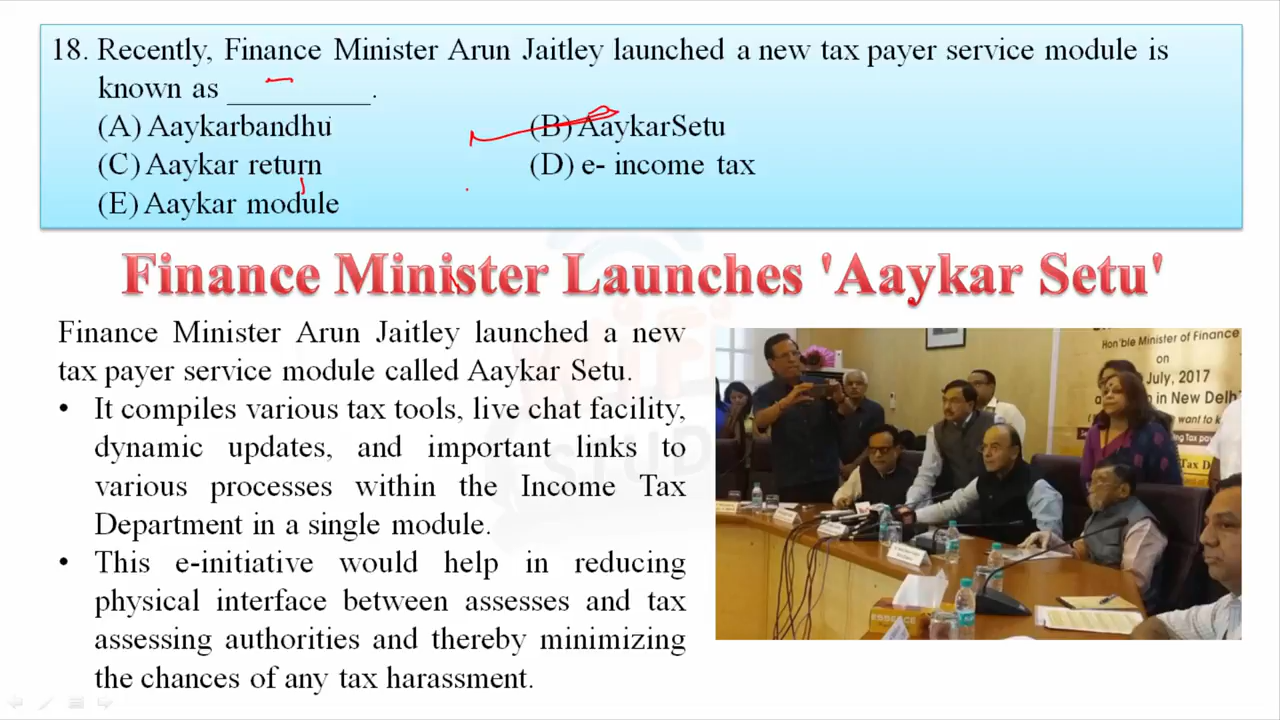 18. Recently, Finance Minister Arun Jaitley launched a new tax payer service module is
known as ____________.
(A) Aaykarbandhu (B) AaykarSetu
(C) Aaykar return (D) e- income tax
(E) Aaykar module
Finance Minister Launches 'Aaykar Setu'
Finance Minister Arun Jaitley launched a new
tax payer service module called Aaykar Setu.
• It compiles various tax tools, live chat facility,
dynamic updates, and important links to
various processes within the Income Tax
Department in a single module.
• This e-initiative would help in reducing
physical interface between assesses and tax
assessing authorities and thereby minimizing
the chances of any tax harassment.
Hon'ble Minister of Finance
on
July, 2017
in New Delhi